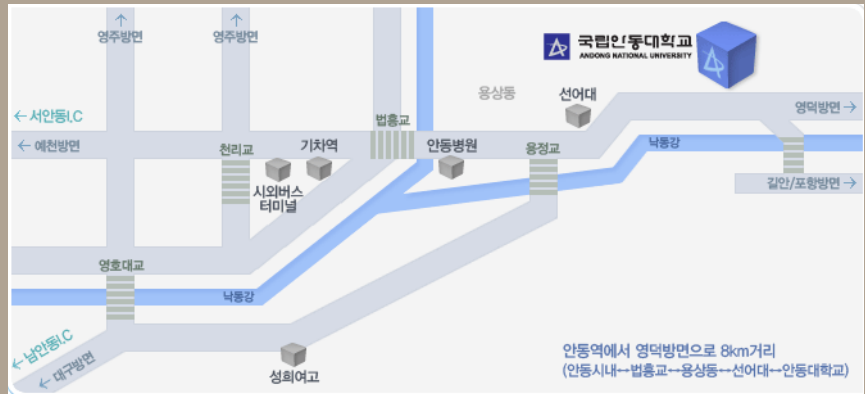 영주방면
영주방면
국립안동대학교
ANDONG NATIONAL UNIVERSITY
용상동
선어대
영덕방면 →
← 서안동I.C
법흥교
← 예천방면
천리교
기차역
안동병원
용정교
낙동강
시외버스
터미널
길안/포항방면 →
영호대교
낙동강
← 남안동I.C
← 대구방면
성희여고
안동역에서 영덕방면으로 8km거리
(안동시내↔법흥교↔용상동↔선어대↔안동대학교)